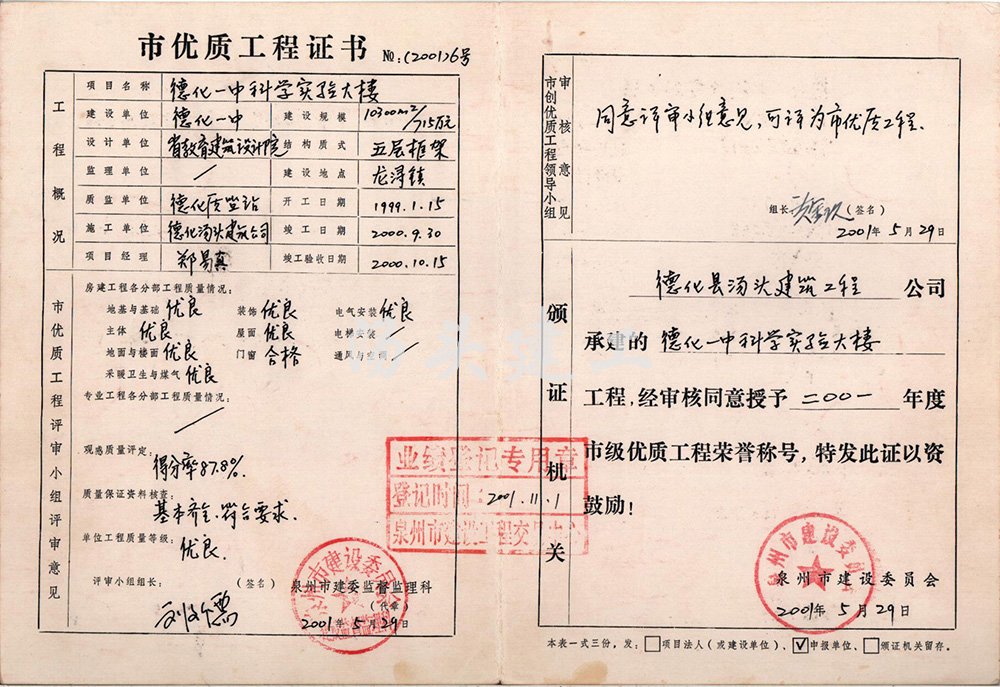 市优质工程证书 №:(2001)6号
工程概况
项目名称 德化一中科学实验大楼
建设单位 德化一中 建设规模 10300m²/715万元
设计单位 省教育建筑设计院 结构质式 五层框架
监理单位 / 建设地点 龙浔镇
质监单位 德化质监站 开工日期 1999.1.15
施工单位 德化汤头建筑公司 竣工日期 2000.9.30
项目经理 郑易真 竣工验收日期 2000.10.15
市优质工程评审小组评审意见
房建工程各分部工程质量情况:
地基与基础 优良 装饰 优良 电气安装 优良
主体 优良 屋面 优良 电梯安装 /
地面与楼面 优良 门窗 合格 通风与空调 /
采暖卫生与煤气 优良
专业工程各分部工程质量情况:
/
观感质量评定:
得分率87.8%.
质量保证资料核查:
基本齐全、符合要求.
单位工程质量等级:
优良.
评审小组组长: (签名) 泉州市建委监督监理科
(代章)
2001年5月29日
业绩登记专用章
登记时间:2001.11.1
泉州市建设工程交易中心
市创优质工程领导小组审核意见
同意评审小组意见,可评为市优质工程.
组长 (签名)
2001年5月29日
颁证机关
德化县汤头建筑工程 公司
承建的 德化一中科学实验大楼
工程,经审核同意授予 二00一 年度
市级优质工程荣誉称号,特发此证以资
鼓励!
泉州市建设委员会
泉州市建设委员会
2001年5月29日
本表一式三份,发:□项目法人(或建设单位)、☑申报单位、□颁证机关留存。
汤头建工